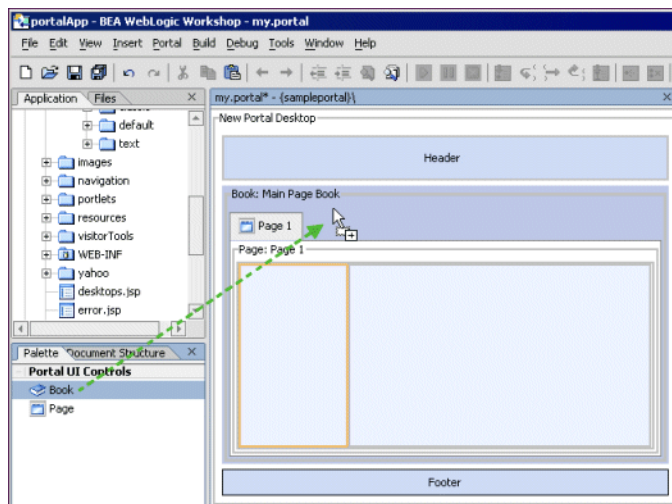 portalApp - BEA WebLogic Workshop - my.portal
File Edit View Insert Portal Build Debug Tools Window Help
Application Files
default
text
images
navigation
portlets
resources
visitorTools
WEB-INF
yahoo
desktops.jsp
error.jsp
Palette Document Structure
Portal UI Controls
Book
Page
my.portal* - {sampleportal}\
New Portal Desktop
Header
Book: Main Page Book
Page 1
Page: Page 1
Footer